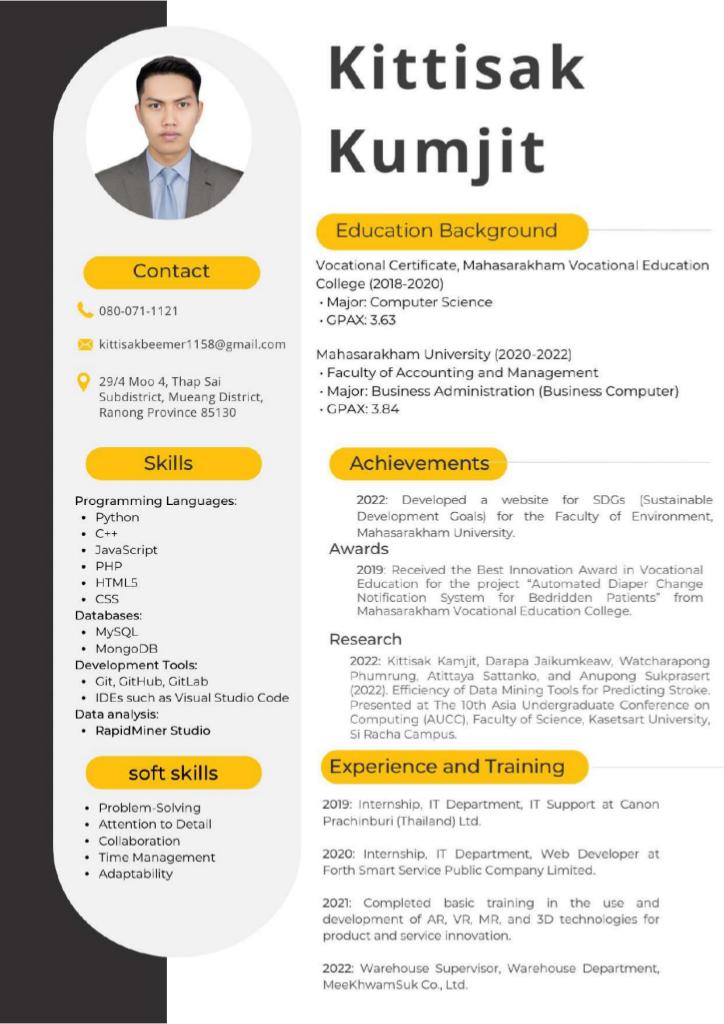 Kittisak
Kumjit
Contact
080-071-1121
kittisakbeemer1158@gmail.com
29/4 Moo 4, Thap Sai
Subdistrict, Mueang District,
Ranong Province 85130
Skills
Programming Languages:
• Python
• C++
• JavaScript
• PHP
• HTML5
• CSS
Databases:
• MySQL
• MongoDB
Development Tools:
• Git, GitHub, GitLab
• IDEs such as Visual Studio Code
Data analysis:
• RapidMiner Studio
soft skills
• Problem-Solving
• Attention to Detail
• Collaboration
• Time Management
• Adaptability
Education Background
Vocational Certificate, Mahasarakham Vocational Education
College (2018-2020)
• Major: Computer Science
• GPAX: 3.63
Mahasarakham University (2020-2022)
• Faculty of Accounting and Management
• Major: Business Administration (Business Computer)
• GPAX: 3.84
Achievements
2022: Developed a website for SDGs (Sustainable
Development Goals) for the Faculty of Environment,
Mahasarakham University.
Awards
2019: Received the Best Innovation Award in Vocational
Education for the project “Automated Diaper Change
Notification System for Bedridden Patients” from
Mahasarakham Vocational Education College.
Research
2022: Kittisak Kamjit, Darapa Jaikumkeaw, Watcharapong
Phumrung, Atittaya Sattanko, and Anupong Sukprasert
(2022). Efficiency of Data Mining Tools for Predicting Stroke.
Presented at The 10th Asia Undergraduate Conference on
Computing (AUCC), Faculty of Science, Kasetsart University,
Si Racha Campus.
Experience and Training
2019: Internship, IT Department, IT Support at Canon
Prachinburi (Thailand) Ltd.
2020: Internship, IT Department, Web Developer at
Forth Smart Service Public Company Limited.
2021: Completed basic training in the use and
development of AR, VR, MR, and 3D technologies for
product and service innovation.
2022: Warehouse Supervisor, Warehouse Department,
MeeKhwamSuk Co., Ltd.